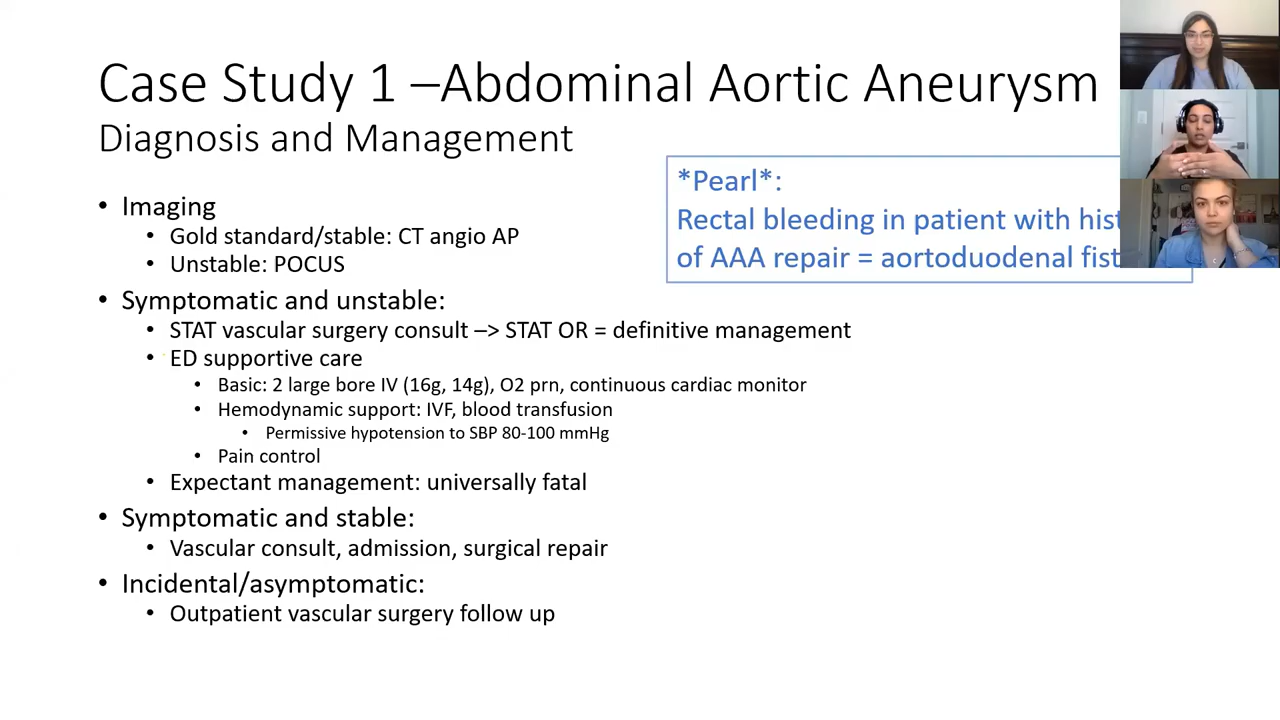 Case Study 1 –Abdominal Aortic Aneurysm
Diagnosis and Management
*Pearl*:
Rectal bleeding in patient with
of AAA repair = aortoduodenal
• Imaging
• Gold standard/stable: CT angio AP
• Unstable: POCUS
• Symptomatic and unstable:
• STAT vascular surgery consult –> STAT OR = definitive management
• ED supportive care
• Basic: 2 large bore IV (16g, 14g), O2 prn, continuous cardiac monitor
• Hemodynamic support: IVF, blood transfusion
• Permissive hypotension to SBP 80-100 mmHg
• Pain control
• Expectant management: universally fatal
• Symptomatic and stable:
• Vascular consult, admission, surgical repair
• Incidental/asymptomatic:
• Outpatient vascular surgery follow up